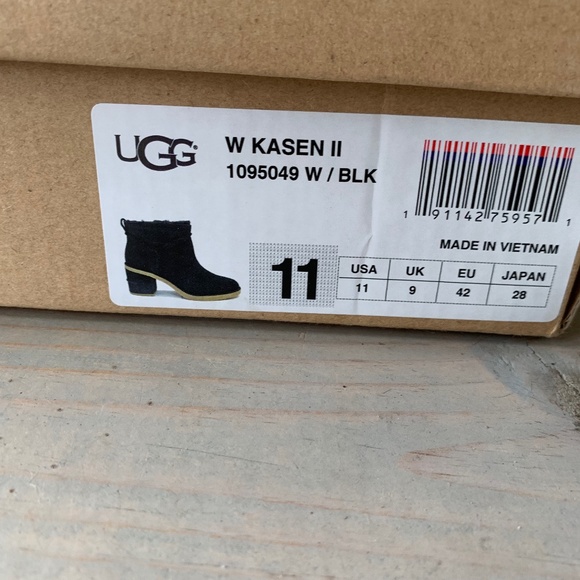 UGG®
W KASEN II
1095049 W / BLK
1 91142 75957 1
MADE IN VIETNAM
11
USA UK EU JAPAN
11 9 42 28